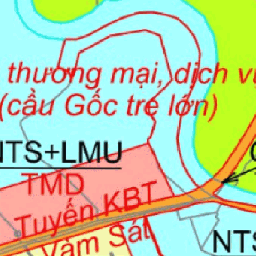 thương mại, dịch vụ
(cầu Gốc tre lớn)
NTS+LMU
TMD
Tuyến KBT
Vàm Sát
NTS